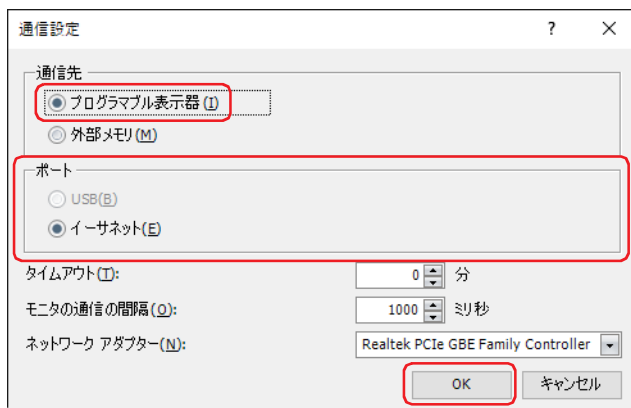 通信設定 ? ×
通信先
プログラマブル表示器(I)
外部メモリ(M)
ポート
USB(B)
イーサネット(E)
タイムアウト(T): 0 分
モニタの通信の間隔(O): 1000 ミリ秒
ネットワーク アダプター(N): Realtek PCIe GBE Family Controller
OK キャンセル